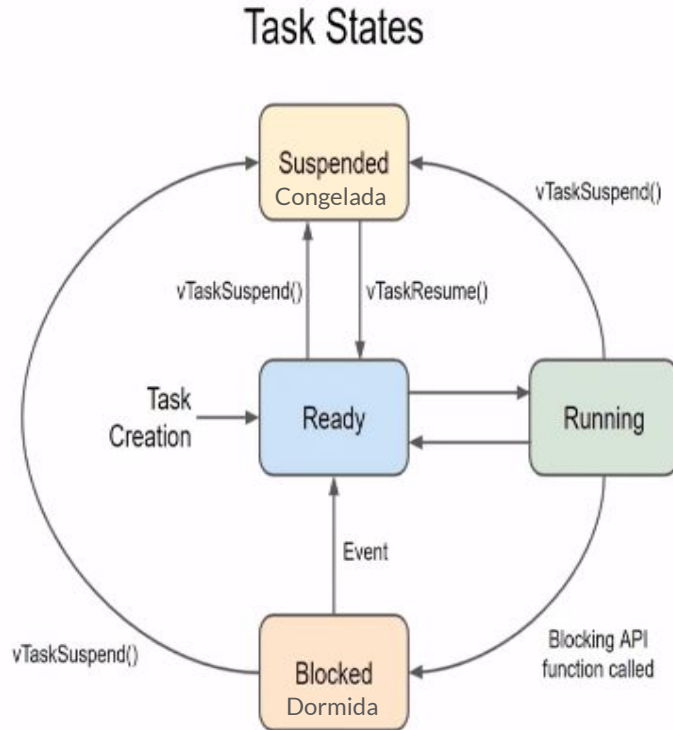 Task States
Suspended
Congelada
vTaskSuspend()
vTaskSuspend()
vTaskResume()
Task
Creation
Ready
Running
Event
vTaskSuspend()
Blocked
Dormida
Blocking API
function called